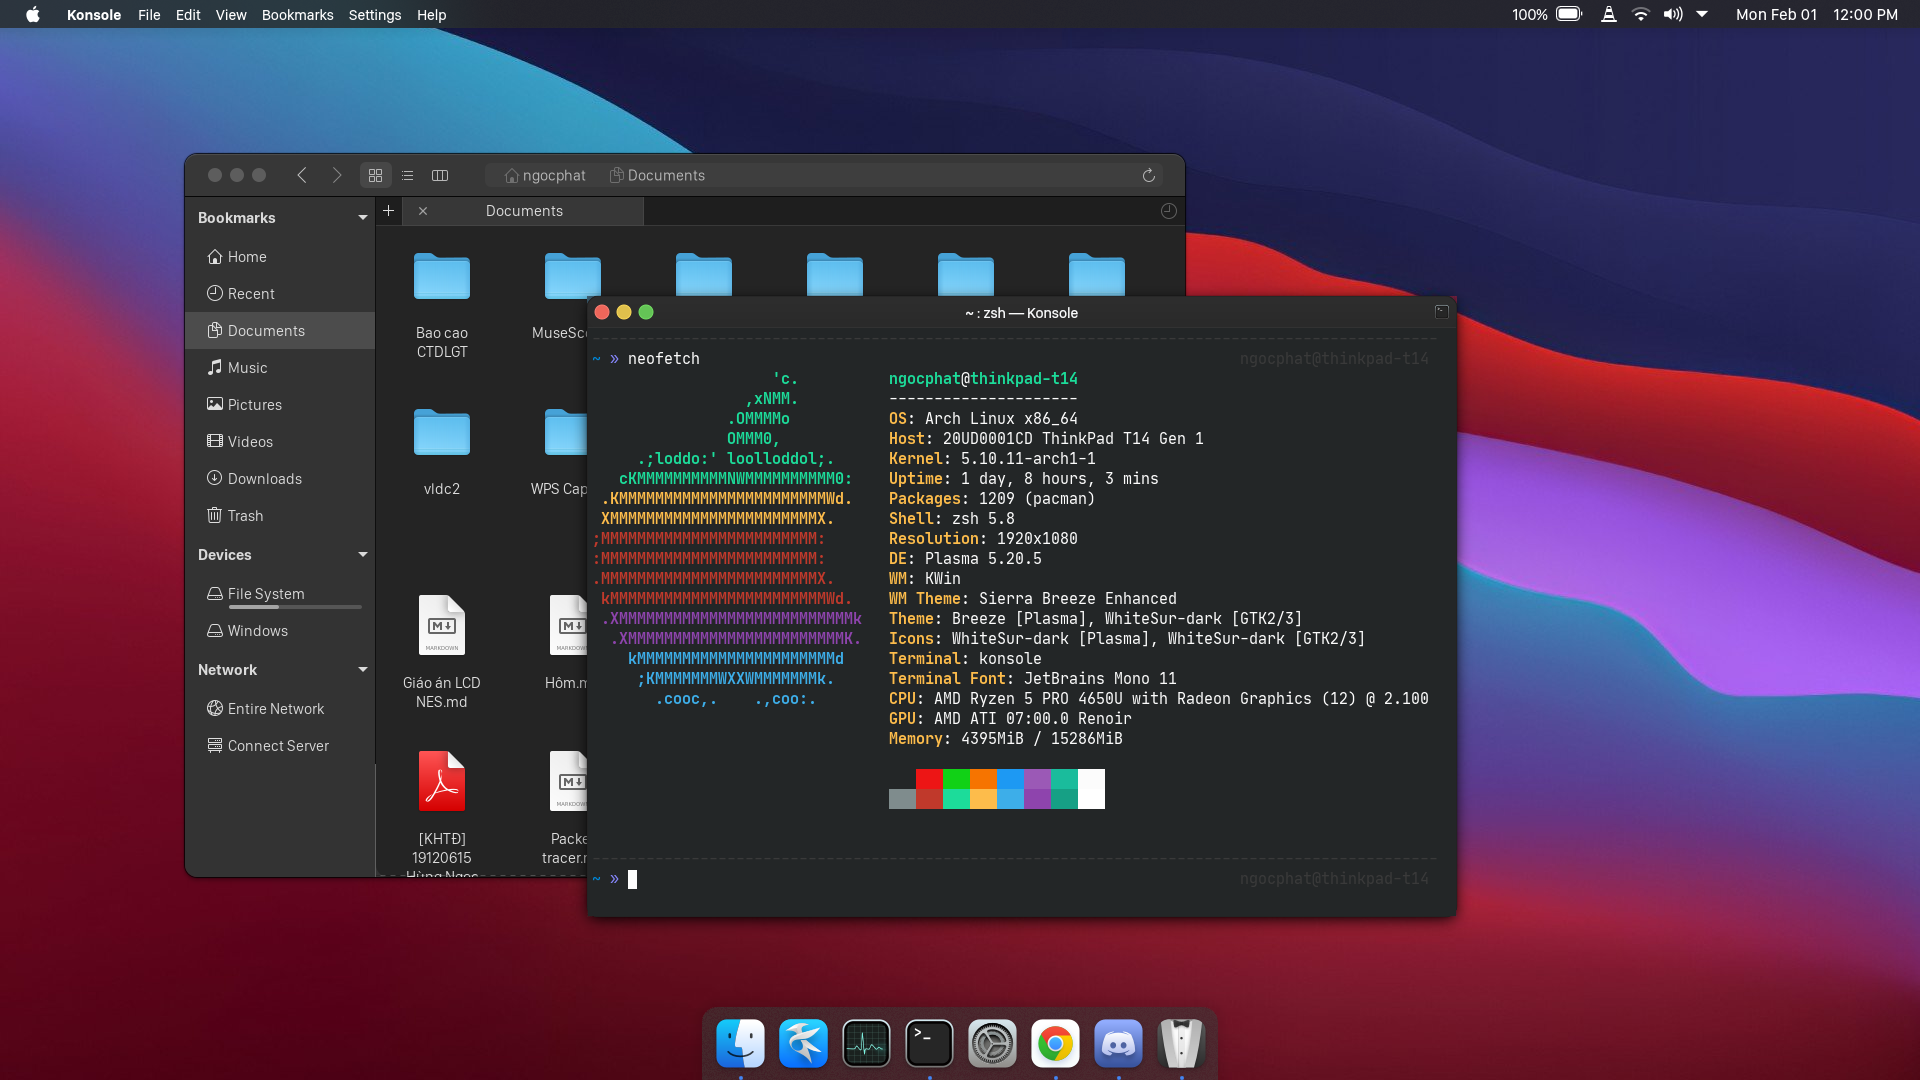 Konsole File Edit View Bookmarks Settings Help
100% Mon Feb 01 12:00 PM
ngocphat Documents
Documents
Bookmarks
Home
Recent
Documents
Music
Pictures
Videos
Downloads
Trash
Devices
File System
Windows
Network
Entire Network
Connect Server
Bao cao
CTDLGT
MuseSc
vldc2
WPS Cap
MARKDOWN
MARKDOWN
Giáo án LCD
NES.md
Hôm.m
MARKDOWN
[KHTĐ]
19120615
Hùng Ngọc
Packe
tracer.m
~ : zsh — Konsole
~ » neofetch ngocphat@thinkpad-t14
'c.
,xNMM.
.OMMMMo
OMMM0,
.;loddo:' loolloddol;.
cKMMMMMMMMMMNWMMMMMMMMMM0:
.KMMMMMMMMMMMMMMMMMMMMMMMWd.
XMMMMMMMMMMMMMMMMMMMMMMMX.
;MMMMMMMMMMMMMMMMMMMMMMMM:
:MMMMMMMMMMMMMMMMMMMMMMMM:
.MMMMMMMMMMMMMMMMMMMMMMMMX.
kMMMMMMMMMMMMMMMMMMMMMMMMWd.
.XMMMMMMMMMMMMMMMMMMMMMMMMMMk
.XMMMMMMMMMMMMMMMMMMMMMMMMK.
kMMMMMMMMMMMMMMMMMMMMMMd
;KMMMMMMMWXXWMMMMMMMk.
.cooc,. .,coo:.
ngocphat@thinkpad-t14
---------------------
OS: Arch Linux x86_64
Host: 20UD0001CD ThinkPad T14 Gen 1
Kernel: 5.10.11-arch1-1
Uptime: 1 day, 8 hours, 3 mins
Packages: 1209 (pacman)
Shell: zsh 5.8
Resolution: 1920x1080
DE: Plasma 5.20.5
WM: KWin
WM Theme: Sierra Breeze Enhanced
Theme: Breeze [Plasma], WhiteSur-dark [GTK2/3]
Icons: WhiteSur-dark [Plasma], WhiteSur-dark [GTK2/3]
Terminal: konsole
Terminal Font: JetBrains Mono 11
CPU: AMD Ryzen 5 PRO 4650U with Radeon Graphics (12) @ 2.100
GPU: AMD ATI 07:00.0 Renoir
Memory: 4395MiB / 15286MiB
~ » ngocphat@thinkpad-t14
>_